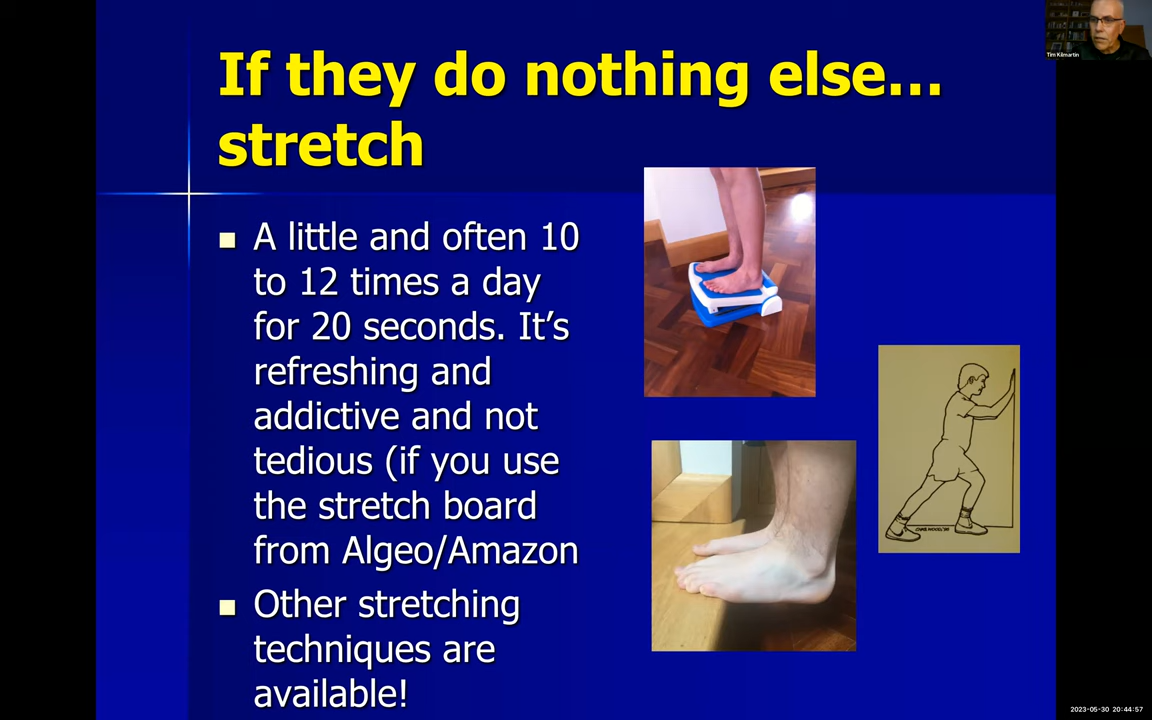 Tim Kilmartin
If they do nothing else…
stretch
A little and often 10
to 12 times a day
for 20 seconds. It’s
refreshing and
addictive and not
tedious (if you use
the stretch board
from Algeo/Amazon
Other stretching
techniques are
available!
2023-05-30 20:44:57